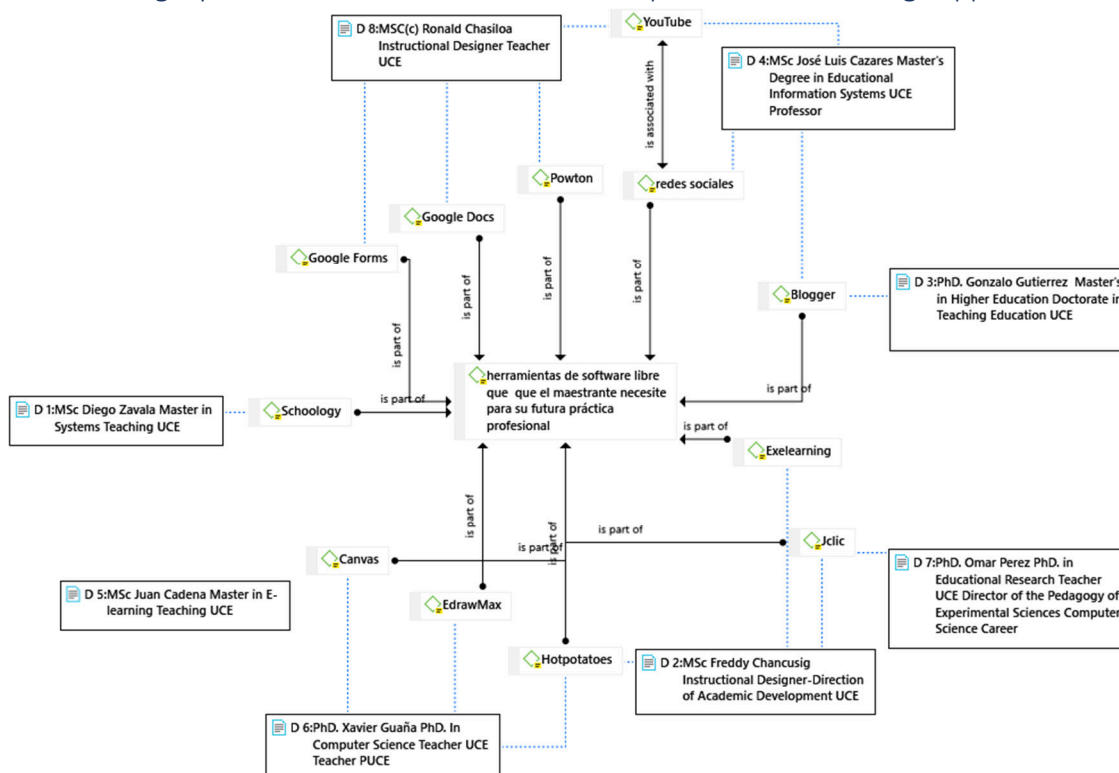 YouTube
D 8:MSC(c) Ronald Chasiloa
Instructional Designer Teacher
UCE
D 4:MSc José Luis Cazares Master's
Degree in Educational
Information Systems UCE
Professor
is associated with
Powton
redes sociales
Google Docs
Google Forms
is part of
is part of
is part of
is part of
Blogger
D 3:PhD. Gonzalo Gutierrez Master's
in Higher Education Doctorate in
Teaching Education UCE
herramientas de software libre
que que el maestrante necesite
para su futura práctica
profesional
is part of
is part of
D 1:MSc Diego Zavala Master in
Systems Teaching UCE
Schoology
is part of
Exelearning
is part of
is part of
is part of
is part of
Jclic
Canvas
D 7:PhD. Omar Perez PhD. in
Educational Research Teacher
UCE Director of the Pedagogy of
Experimental Sciences Computer
Science Career
D 5:MSc Juan Cadena Master in E-
learning Teaching UCE
EdrawMax
Hotpotatoes
D 2:MSc Freddy Chancusig
Instructional Designer-Direction
of Academic Development UCE
D 6:PhD. Xavier Guaña PhD. In
Computer Science Teacher UCE
Teacher PUCE